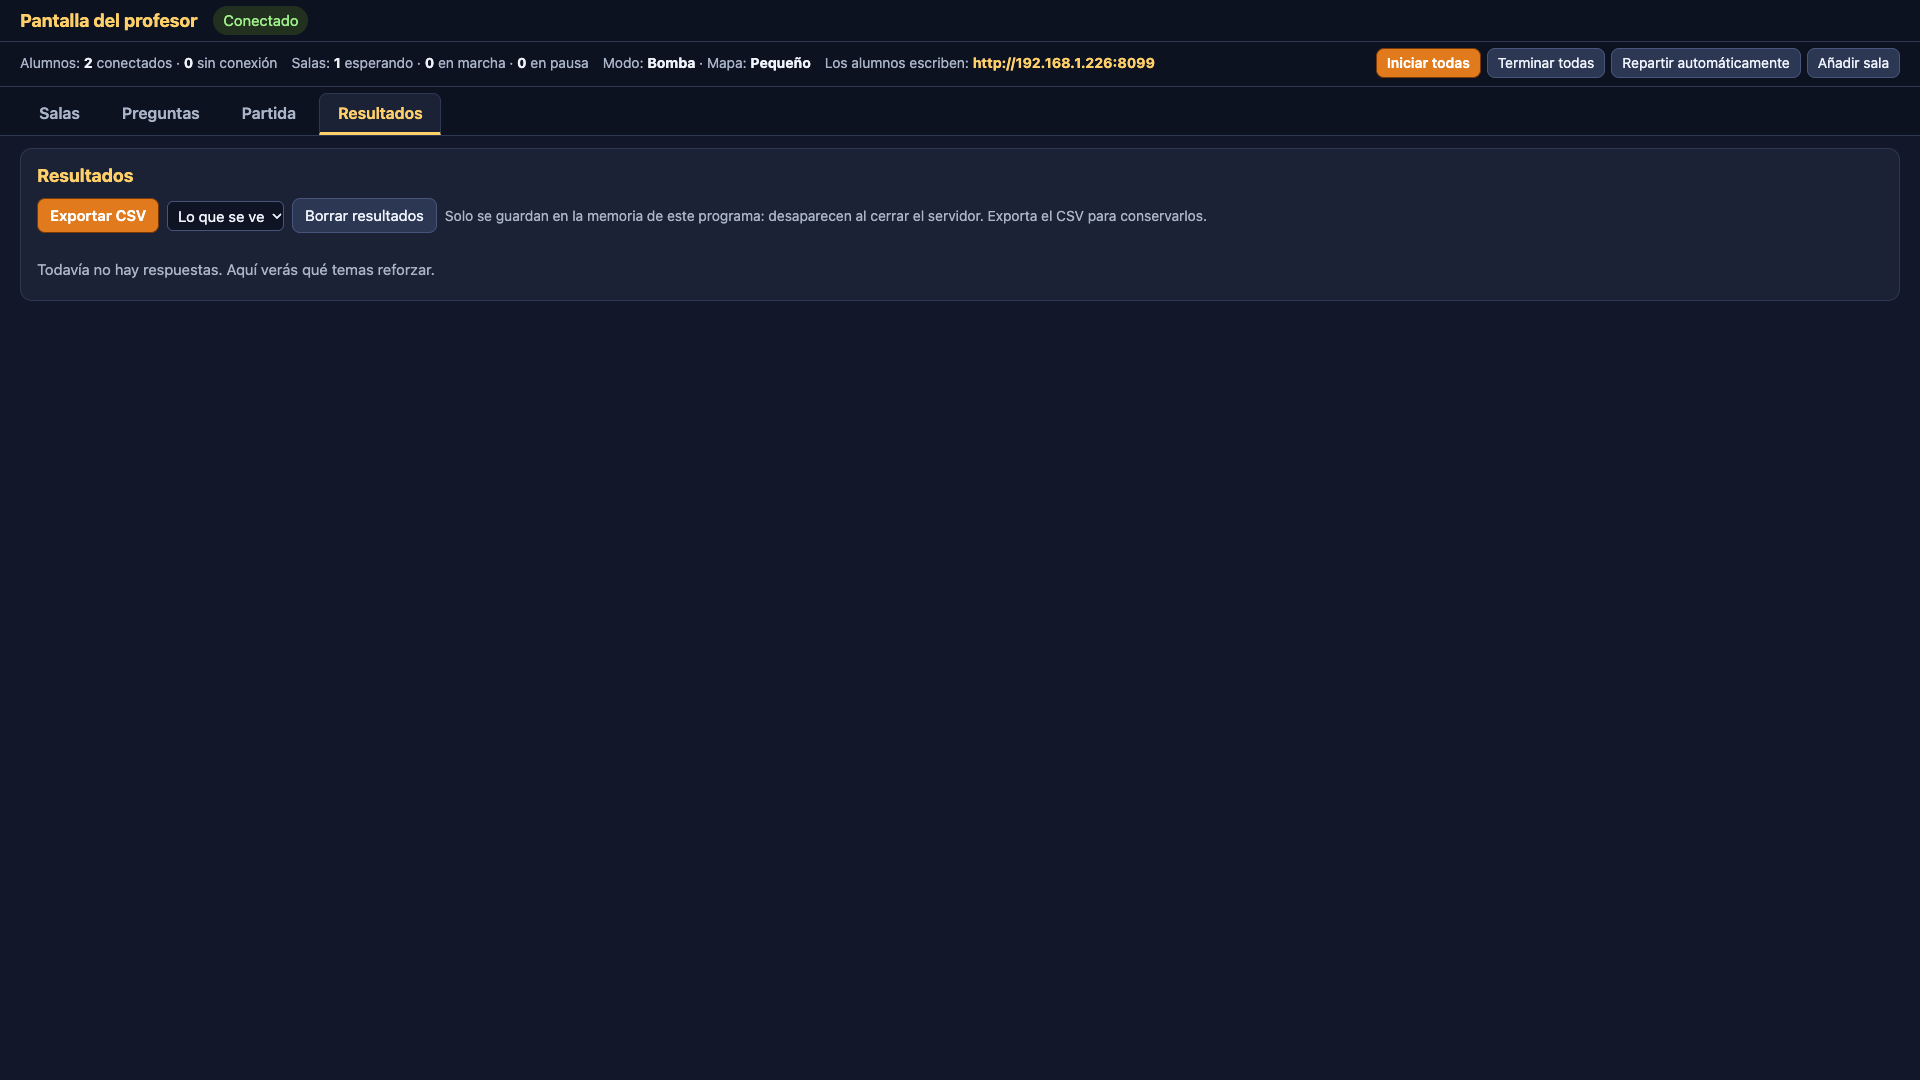 Pantalla del profesor Conectado
Alumnos: 2 conectados · 0 sin conexión Salas: 1 esperando · 0 en marcha · 0 en pausa Modo: Bomba · Mapa: Pequeño Los alumnos escriben: http://192.168.1.226:8099 Iniciar todas Terminar todas Repartir automáticamente Añadir sala
Salas Preguntas Partida Resultados
Resultados
Exportar CSV Lo que se ve Borrar resultados Solo se guardan en la memoria de este programa: desaparecen al cerrar el servidor. Exporta el CSV para conservarlos.
Todavía no hay respuestas. Aquí verás qué temas reforzar.